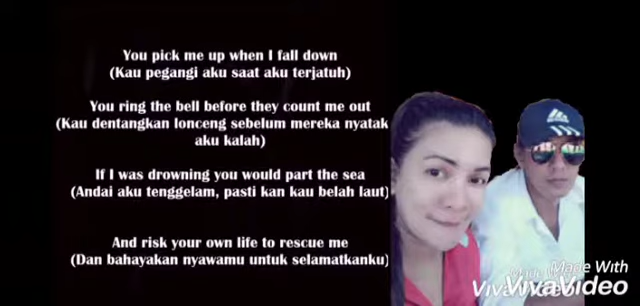 You pick me up when I fall down
(Kau pegangi aku saat aku terjatuh)
You ring the bell before they count me out
(Kau dentangkan lonceng sebelum mereka nyatak
aku kalah)
If I was drowning you would part the sea
(Andai aku tenggelam, pasti kan kau belah laut)
And risk your own life to rescue me
(Dan bahayakan nyawamu untuk selamatkanku)
adidas
Made With
VivaVideo